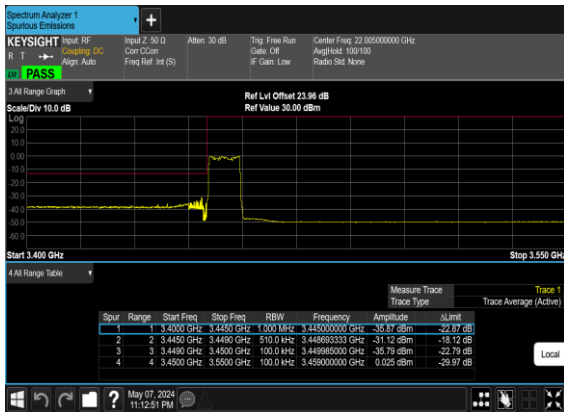 Spectrum Analyzer 1
Spurious Emissions
KEYSIGHT
R T
PASS
Input: RF
Coupling: DC
Align: Auto
Input Z: 50 Ω
Corr CCorr
Freq Ref: Int (S)
Atten: 30 dB
Trig: Free Run
Gate: Off
IF Gain: Low
Center Freq: 22.005000000 GHz
Avg|Hold: 100/100
Radio Std: None
3 All Range Graph
Scale/Div 10.0 dB
Ref Lvl Offset 23.96 dB
Ref Value 30.00 dBm
Log
20.0
10.0
0.00
-10.0
-20.0
-30.0
-40.0
-50.0
-60.0
Start 3.400 GHz
Stop 3.550 GHz
4 All Range Table
Measure Trace Trace 1
Trace Type Trace Average (Active)
Spur Range Start Freq Stop Freq RBW Frequency Amplitude ΔLimit
1 1 3.4000 GHz 3.4450 GHz 1.000 MHz 3.445000000 GHz -35.87 dBm -22.87 dB
2 2 3.4450 GHz 3.4490 GHz 510.0 kHz 3.448693333 GHz -31.12 dBm -18.12 dB
3 3 3.4490 GHz 3.4500 GHz 100.0 kHz 3.449985000 GHz -35.79 dBm -22.79 dB
4 4 3.4500 GHz 3.5500 GHz 100.0 kHz 3.459000000 GHz 0.025 dBm -29.97 dB
Local
May 07, 2024
11:12:51 PM